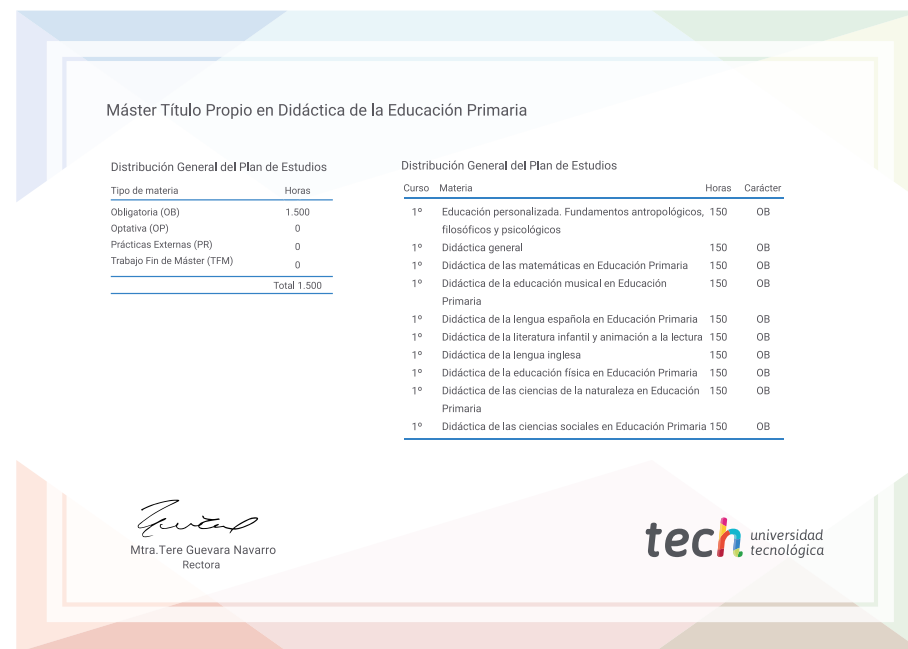 Máster Título Propio en Didáctica de la Educación Primaria
Distribución General del Plan de Estudios
Tipo de materia Horas
Obligatoria (OB) 1.500
Optativa (OP) 0
Prácticas Externas (PR) 0
Trabajo Fin de Máster (TFM) 0
Total 1.500
Distribución General del Plan de Estudios
Curso Materia Horas Carácter
1º Educación personalizada. Fundamentos antropológicos, 150 OB
filosóficos y psicológicos
1º Didáctica general 150 OB
1º Didáctica de las matemáticas en Educación Primaria 150 OB
1º Didáctica de la educación musical en Educación 150 OB
Primaria
1º Didáctica de la lengua española en Educación Primaria 150 OB
1º Didáctica de la literatura infantil y animación a la lectura 150 OB
1º Didáctica de la lengua inglesa 150 OB
1º Didáctica de la educación física en Educación Primaria 150 OB
1º Didáctica de las ciencias de la naturaleza en Educación 150 OB
Primaria
1º Didáctica de las ciencias sociales en Educación Primaria 150 OB
Mtra.Tere Guevara Navarro
Rectora
tech universidad
tecnológica